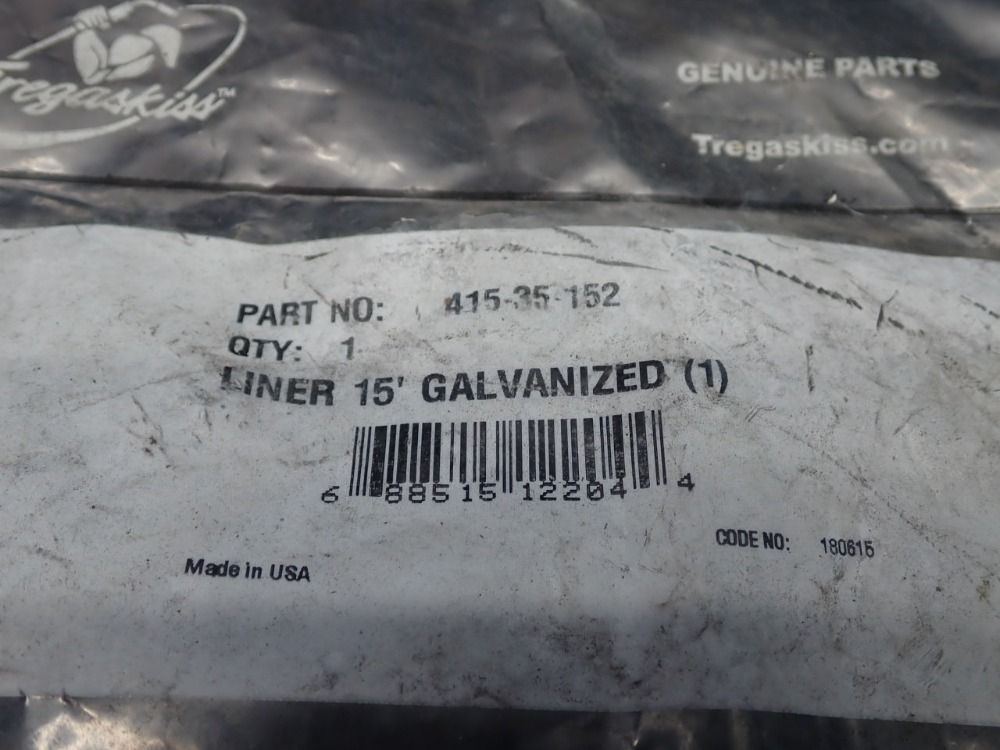 Tregaskiss™
GENUINE PARTS
Tregaskiss.com
PART NO: 415-35-152
QTY: 1
LINER 15' GALVANIZED (1)
6 88515 12204 4
CODE NO: 180615
Made in USA